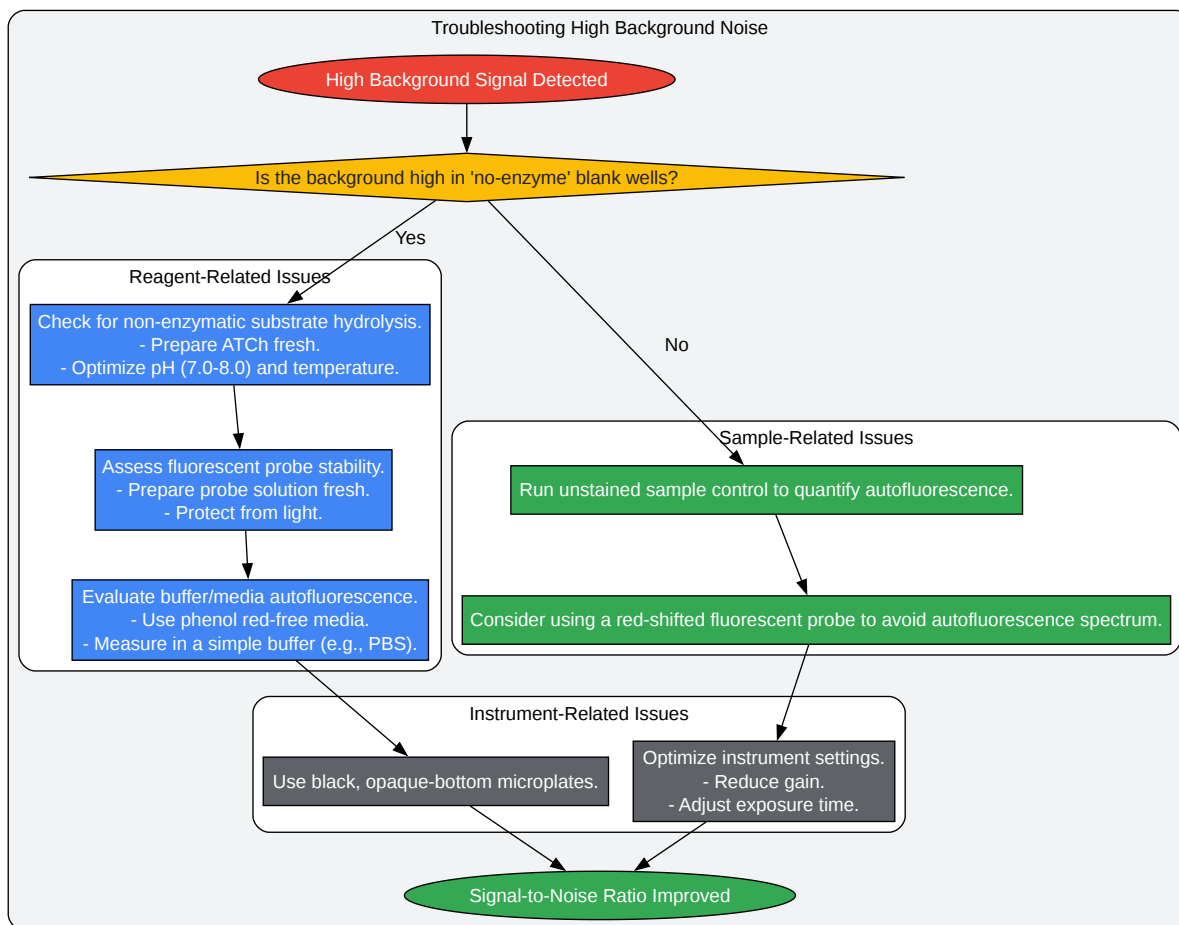 Troubleshooting High Background Noise
High Background Signal Detected
Is the background high in 'no-enzyme' blank wells?
Yes
No
Reagent-Related Issues
Check for non-enzymatic substrate hydrolysis.
- Prepare ATCh fresh.
- Optimize pH (7.0-8.0) and temperature.
Assess fluorescent probe stability.
- Prepare probe solution fresh.
- Protect from light.
Evaluate buffer/media autofluorescence.
- Use phenol red-free media.
- Measure in a simple buffer (e.g., PBS).
Sample-Related Issues
Run unstained sample control to quantify autofluorescence.
Consider using a red-shifted fluorescent probe to avoid autofluorescence spectrum.
Instrument-Related Issues
Use black, opaque-bottom microplates.
Optimize instrument settings.
- Reduce gain.
- Adjust exposure time.
Signal-to-Noise Ratio Improved